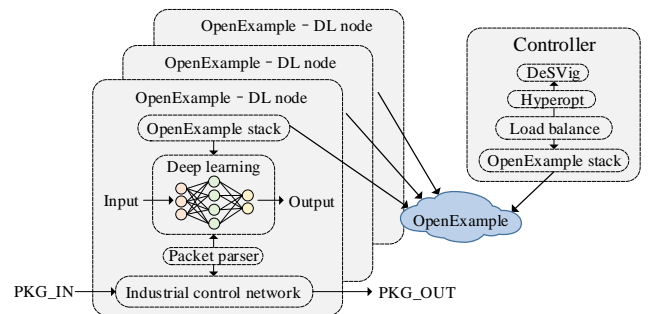 OpenExample - DL node
OpenExample - DL node
OpenExample - DL node
OpenExample stack
Deep learning
Input
Output
Packet parser
PKG_IN
Industrial control network
PKG_OUT
OpenExample
Controller
DeSVig
Hyperopt
Load balance
OpenExample stack